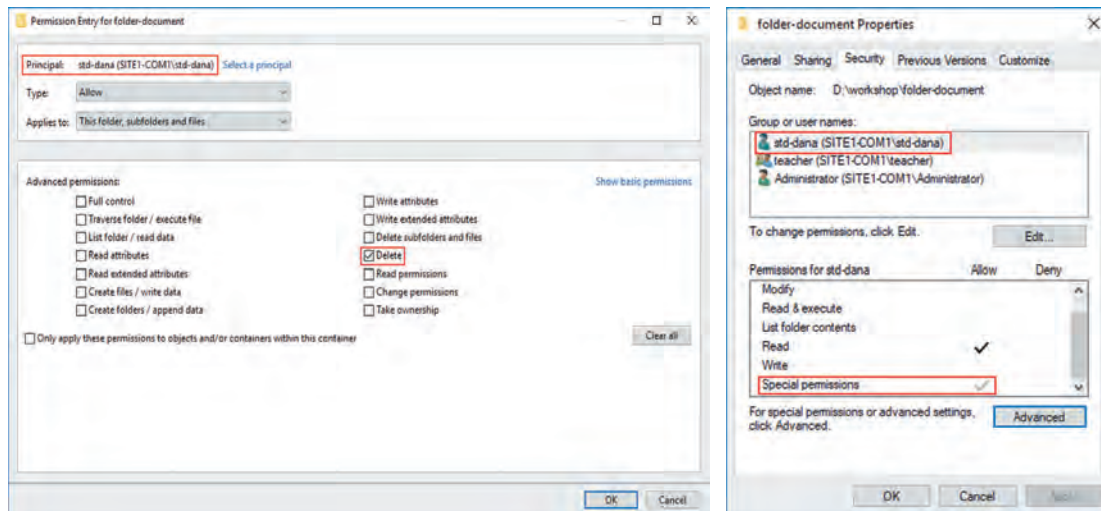 Permission Entry for folder-document
Principal: std-dana (SITE1-COM1\std-dana) Select a principal
Type: Allow
Applies to: This folder, subfolders and files
Advanced permissions: Show basic permissions
Full control
Traverse folder / execute file
List folder / read data
Read attributes
Read extended attributes
Create files / write data
Create folders / append data
Write attributes
Write extended attributes
Delete subfolders and files
Delete
Read permissions
Change permissions
Take ownership
Only apply these permissions to objects and/or containers within this container
Clear all
OK Cancel
folder-document Properties
General Sharing Security Previous Versions Customize
Object name: D:\workshop\folder-document
Group or user names:
std-dana (SITE1-COM1\std-dana)
teacher (SITE1-COM1\teacher)
Administrator (SITE1-COM1\Administrator)
To change permissions, click Edit.
Edit...
Permissions for std-dana Allow Deny
Modify
Read & execute
List folder contents
Read
Write
Special permissions
For special permissions or advanced settings,
click Advanced.
Advanced
OK Cancel